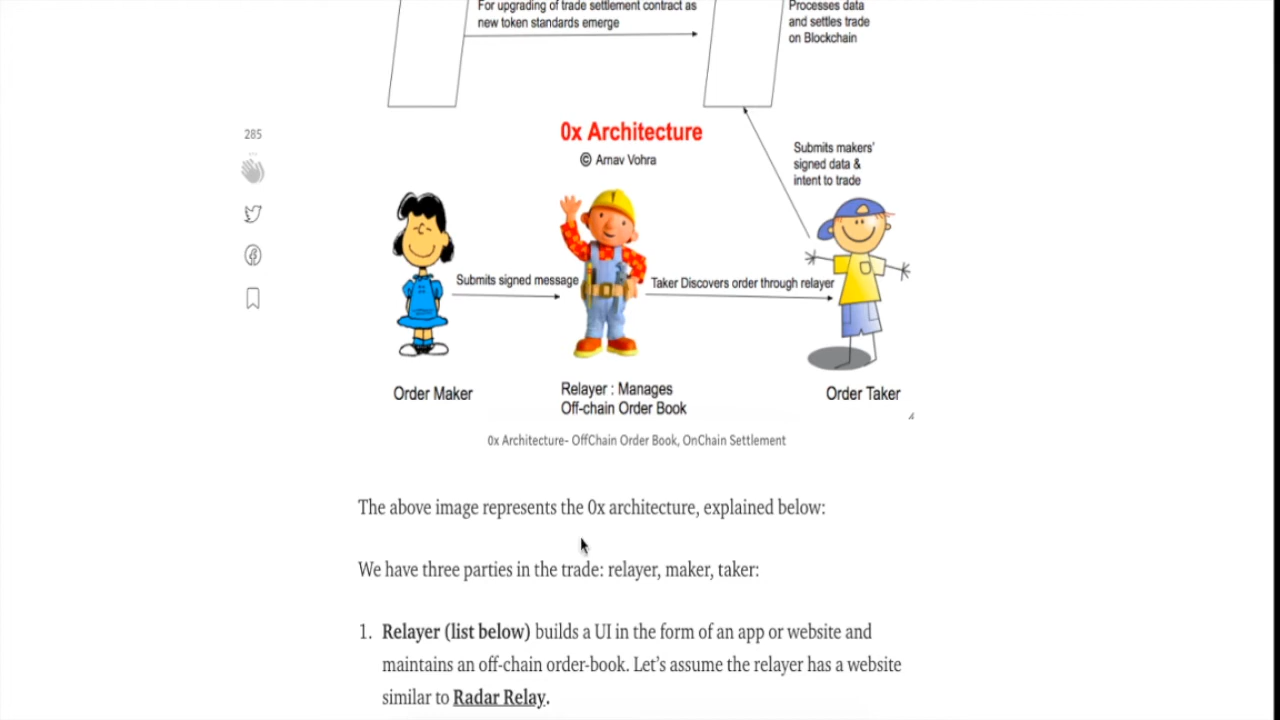 For upgrading of trade settlement contract as
new token standards emerge
Processes data
and settles trade
on Blockchain
285
0x Architecture
© Arnav Vohra
Submits makers'
signed data &
intent to trade
Submits signed message
Taker Discovers order through relayer
Order Maker
Relayer : Manages
Off-chain Order Book
Order Taker
0x Architecture- OffChain Order Book, OnChain Settlement
The above image represents the 0x architecture, explained below:
We have three parties in the trade: relayer, maker, taker:
1. Relayer (list below) builds a UI in the form of an app or website and
maintains an off-chain order-book. Let's assume the relayer has a website
similar to Radar Relay.